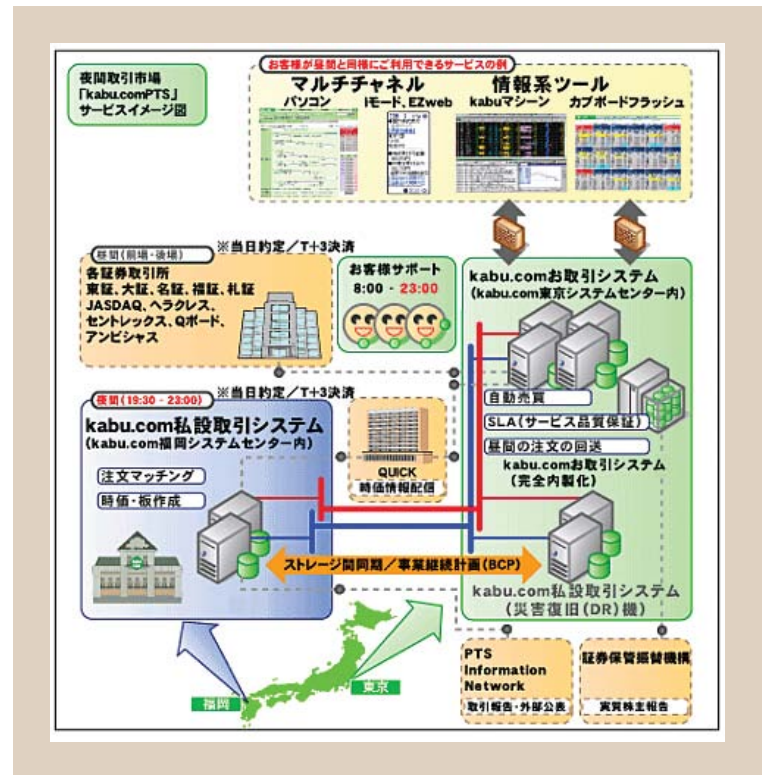 夜間取引市場
「kabu.comPTS」
サービスイメージ図
お客様が昼間と同様にご利用できるサービスの例
マルチチャネル
パソコン
iモード、EZweb
情報系ツール
kabuマシーン
カブボードフラッシュ
昼間(前場・後場)
※当日約定/T+3決済
各証券取引所
東証、大証、名証、福証、札証
JASDAQ、ヘラクレス、
セントレックス、Qボード、
アンビシャス
お客様サポート
8:00 - 23:00
kabu.comお取引システム
(kabu.com東京システムセンター内)
自動売買
SLA(サービス品質保証)
昼間の注文の回送
kabu.comお取引システム
(完全内製化)
夜間(19:30 - 23:00)
※当日約定/T+3決済
kabu.com私設取引システム
(kabu.com福岡システムセンター内)
注文マッチング
時価・板作成
QUICK
時価情報配信
ストレージ間同期/事業継続計画(BCP)
kabu.com私設取引システム
(災害復旧(DR)機)
福岡
東京
PTS
Information
Network
取引報告・外部公表
証券保管振替機構
実質株主報告